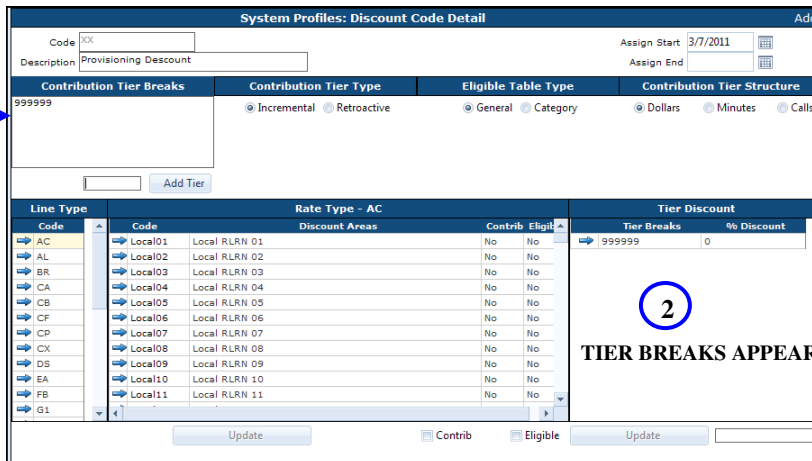 System Profiles: Discount Code Detail
Code XX Assign Start 3/7/2011
Description Provisioning Descount Assign End
Contribution Tier Breaks Contribution Tier Type Eligible Table Type Contribution Tier Structure
999999 Incremental Retroactive General Category Dollars Minutes Calls
Add Tier
Line Type Rate Type - AC Tier Discount
Code Code Discount Areas Contrib Eligib Tier Breaks % Discount
AC Local01 Local RLRN 01 No No 999999 0
AL Local02 Local RLRN 02 No No
BR Local03 Local RLRN 03 No No
CA Local04 Local RLRN 04 No No
CB Local05 Local RLRN 05 No No
CF Local06 Local RLRN 06 No No
CP Local07 Local RLRN 07 No No
CX Local08 Local RLRN 08 No No
DS Local09 Local RLRN 09 No No
EA Local10 Local RLRN 10 No No
FB Local11 Local RLRN 11 No No
G1
2
TIER BREAKS APPEAR
Update Contrib Eligible Update